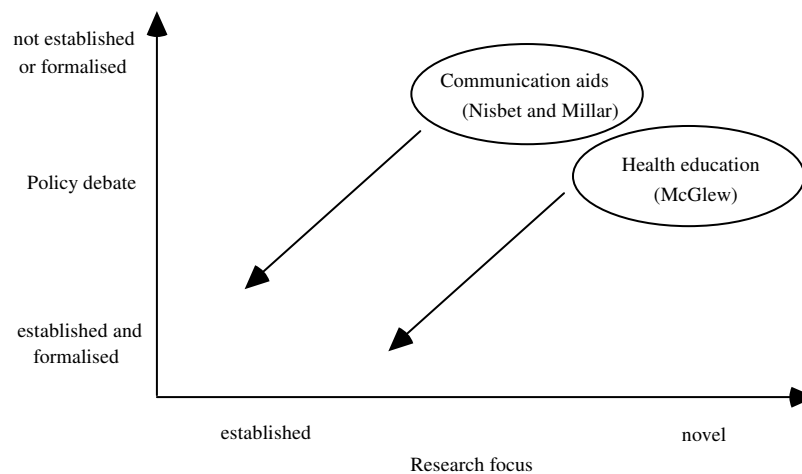 not established
or formalised
Communication aids
(Nisbet and Millar)
Health education
(McGlew)
Policy debate
established and
formalised
established
novel
Research focus